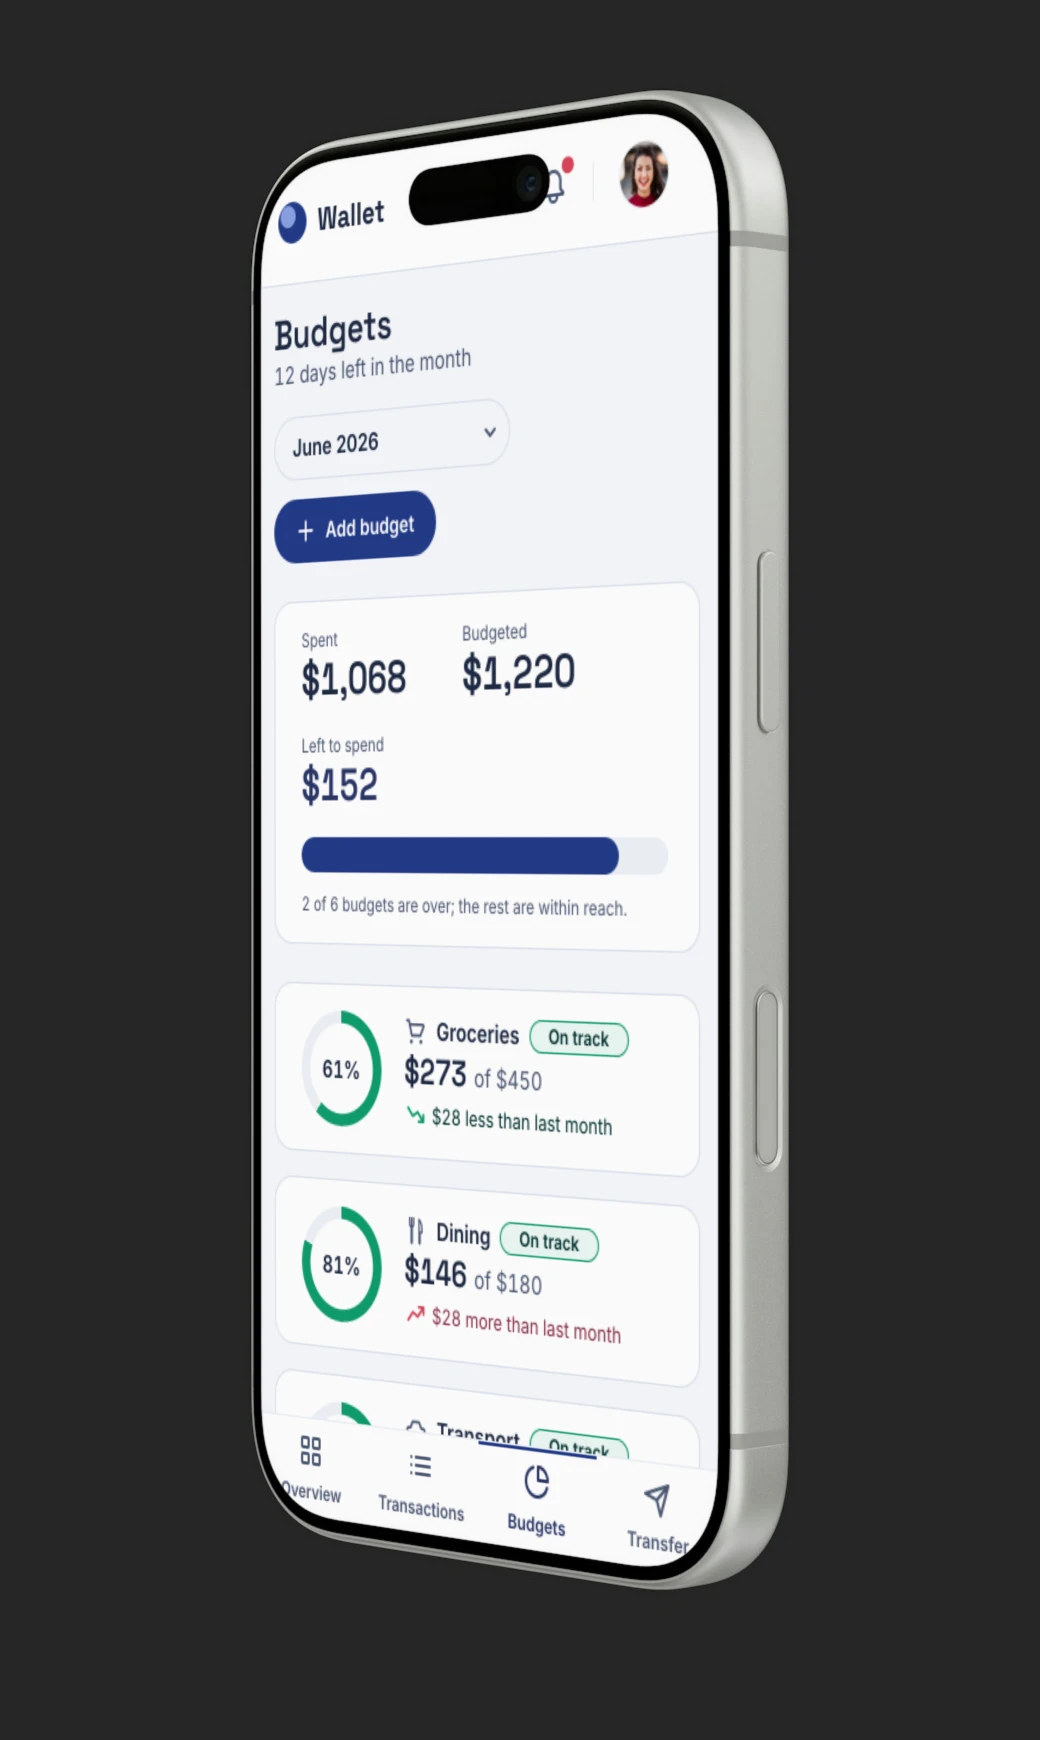 Wallet
Budgets
12 days left in the month
June 2026
Add budget
Spent
$1,068
Budgeted
$1,220
Left to spend
$152
2 of 6 budgets are over; the rest are within reach.
61%
Groceries
On track
$273 of $450
$28 less than last month
81%
Dining
On track
$146 of $180
$28 more than last month
Transport
On track
Overview
Transactions
Budgets
Transfer